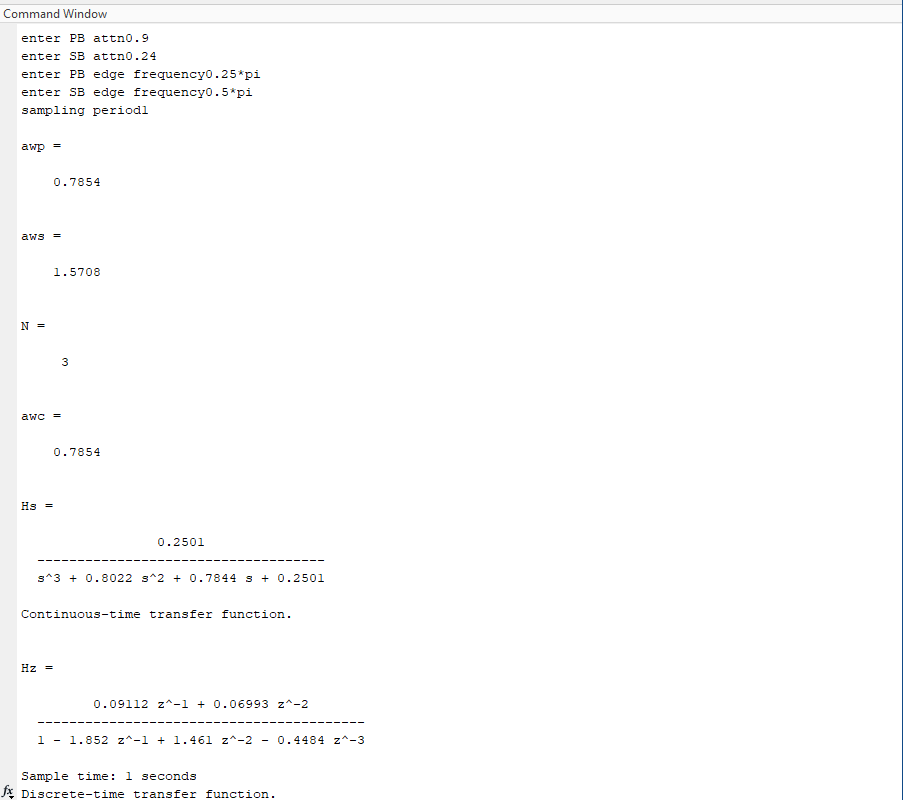 Command Window
enter PB attn0.9
enter SB attn0.24
enter PB edge frequency0.25*pi
enter SB edge frequency0.5*pi
sampling period1
awp =
0.7854
aws =
1.5708
N =
3
awc =
0.7854
Hs =
0.2501
------------------------------------
s^3 + 0.8022 s^2 + 0.7844 s + 0.2501
Continuous-time transfer function.
Hz =
0.09112 z^-1 + 0.06993 z^-2
-----------------------------------------
1 - 1.852 z^-1 + 1.461 z^-2 - 0.4484 z^-3
Sample time: 1 seconds
fx Discrete-time transfer function.